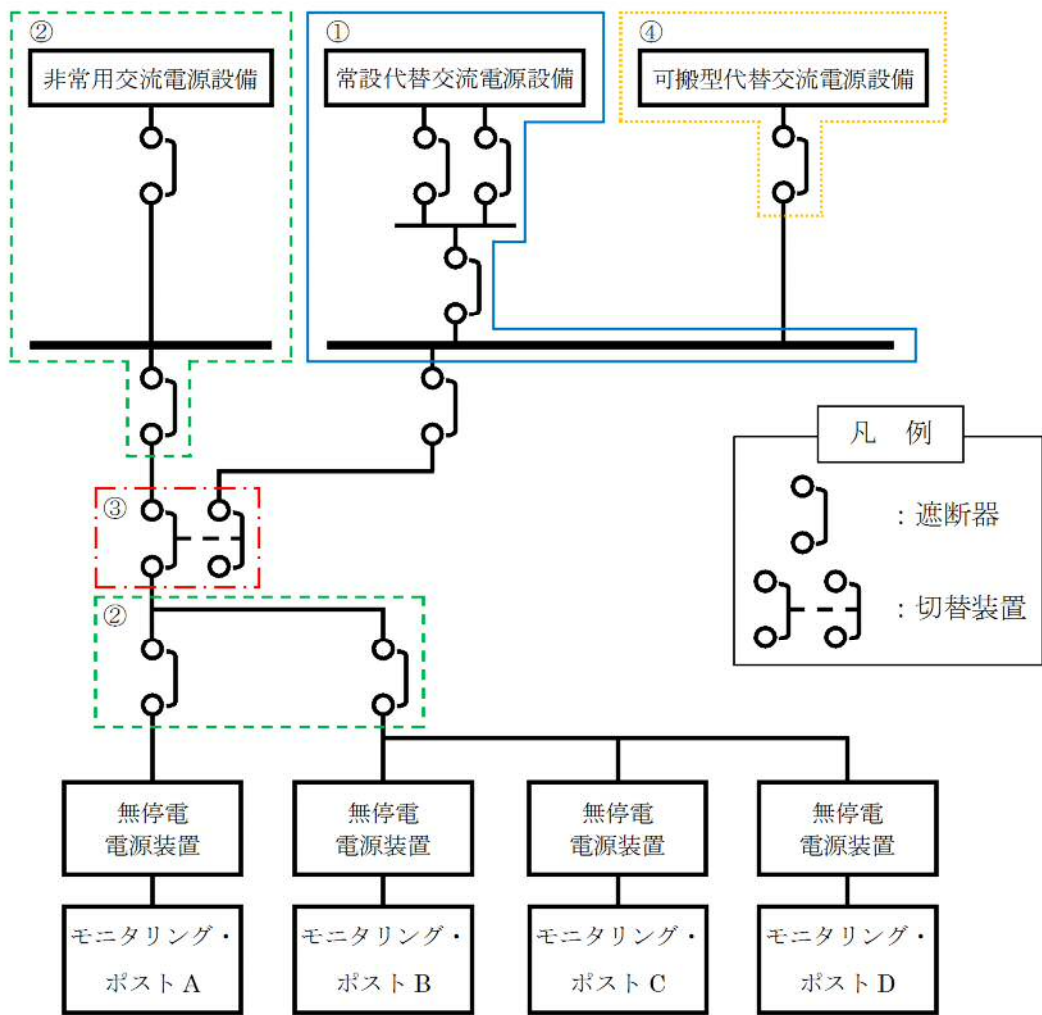 ②
非常用交流電源設備
①
常設代替交流電源設備
④
可搬型代替交流電源設備
凡 例
：遮断器
：切替装置
③
②
無停電
電源装置
無停電
電源装置
無停電
電源装置
無停電
電源装置
モニタリング・
ポスト A
モニタリング・
ポスト B
モニタリング・
ポスト C
モニタリング・
ポスト D